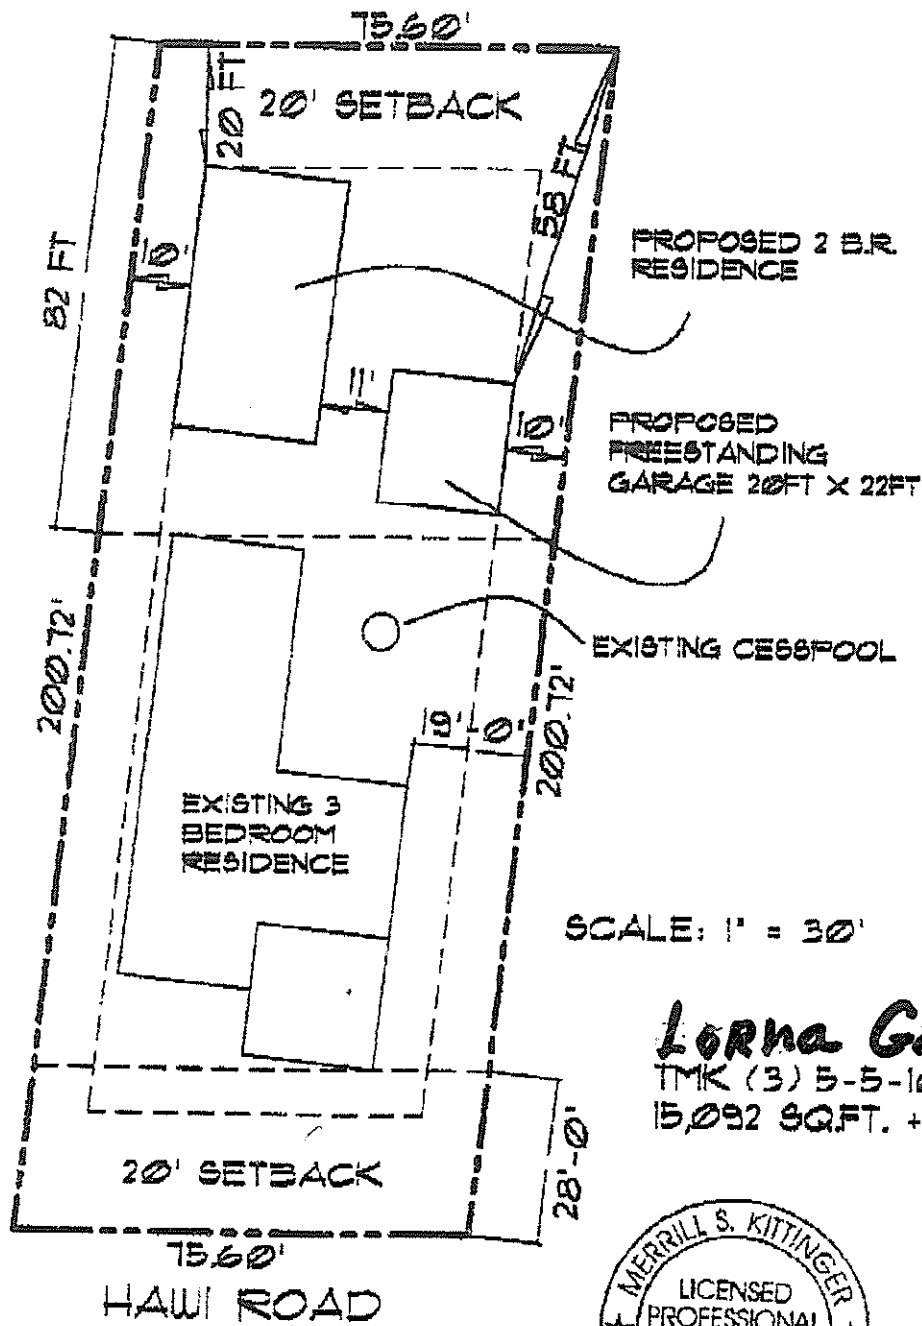 75.60'
20 FT
20' SETBACK
58 FT
82 FT
10'
PROPOSED 2 B.R.
RESIDENCE
11'
10'
PROPOSED
FREESTANDING
GARAGE 20FT X 22FT
EXISTING CESSPOOL
200.72'
19'-0"
200.72'
EXISTING 3
BEDROOM
RESIDENCE
SCALE: 1" = 30'
Lorna
TMK (3) 5-5-
15,092 SQ.FT. +
20' SETBACK
28'-0"
75.60'
HAWI ROAD
MERRILL S. KITTINGER
LICENSED
PROFESSIONAL